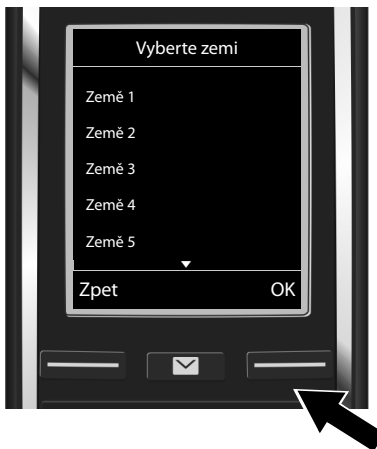 Vyberte zemi
Země 1
Země 2
Země 3
Země 4
Země 5
Zpet OK